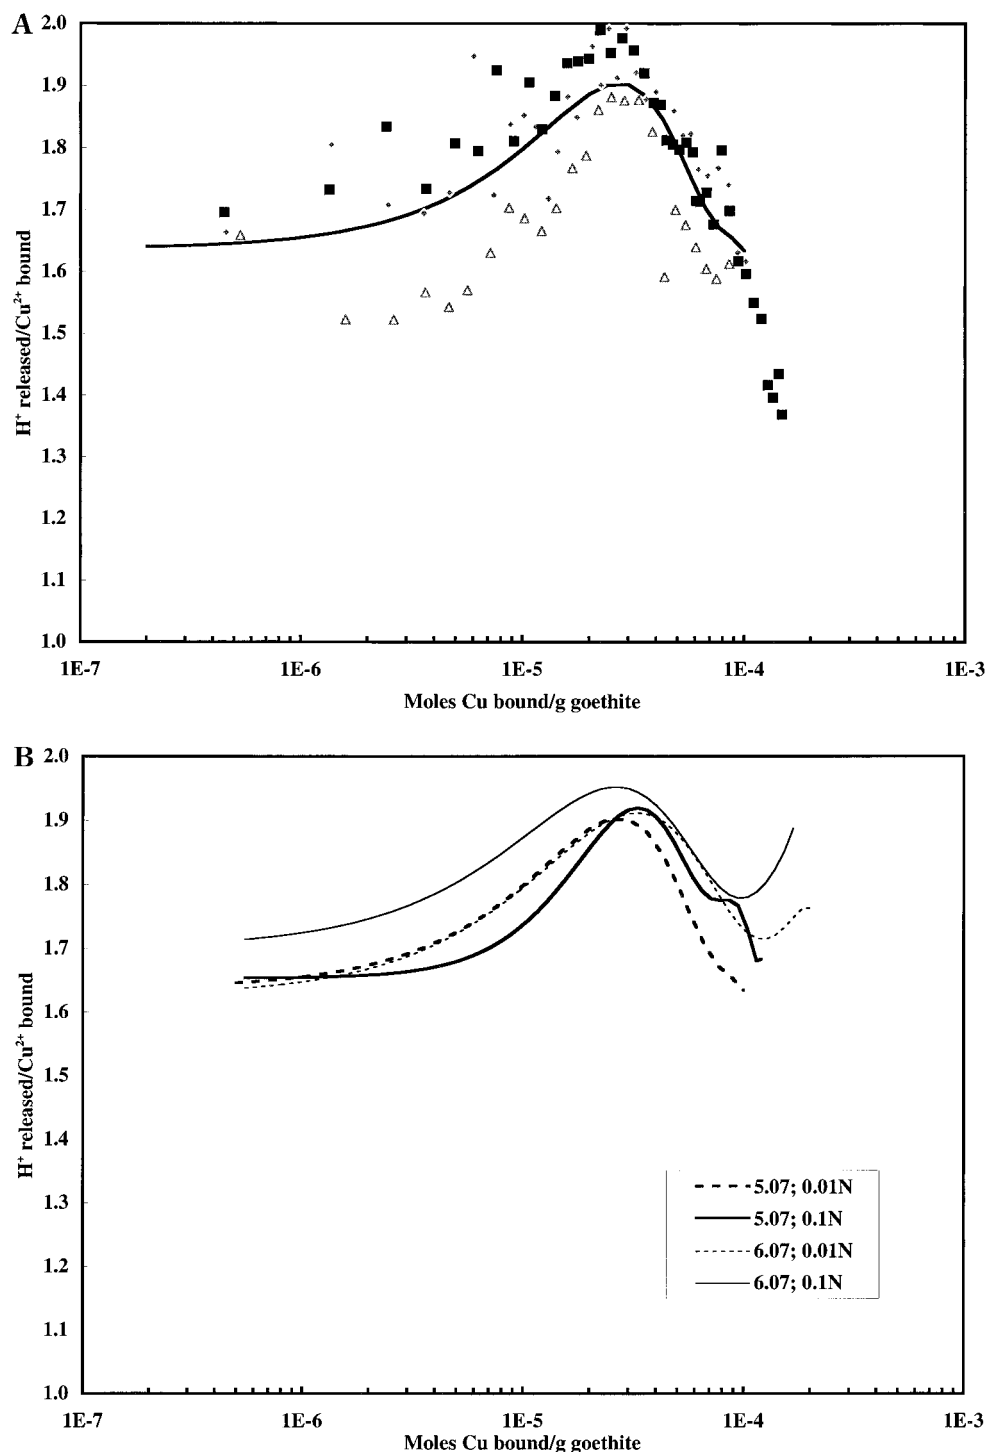 A
2.0
1.9
1.8
1.7
1.6
1.5
1.4
1.3
1.2
1.1
1.0
H⁺ released/Cu²⁺ bound
1E-7 1E-6 1E-5 1E-4 1E-3
Moles Cu bound/g goethite
B
2.0
1.9
1.8
1.7
1.6
1.5
1.4
1.3
1.2
1.1
1.0
H⁺ released/Cu²⁺ bound
5.07; 0.01N
5.07; 0.1N
6.07; 0.01N
6.07; 0.1N
1E-7 1E-6 1E-5 1E-4 1E-3
Moles Cu bound/g goethite